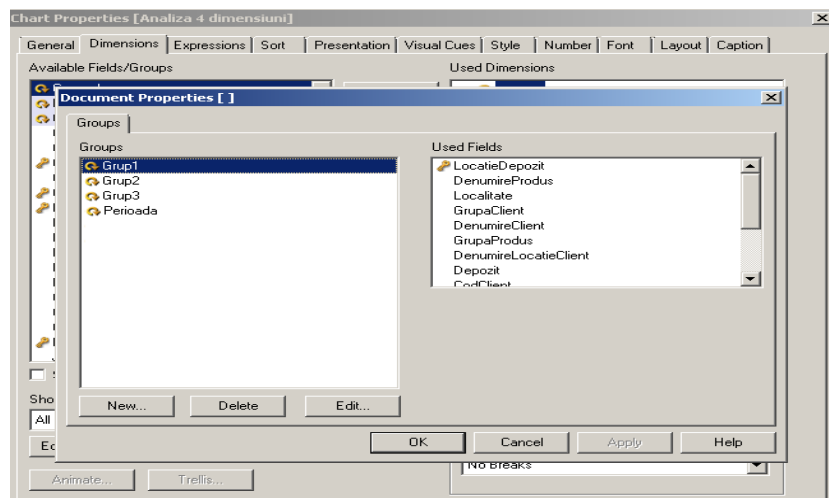 Chart Properties [Analiza 4 dimensiuni]
General Dimensions Expressions Sort Presentation Visual Cues Style Number Font Layout Caption
Available Fields/Groups Used Dimensions
Document Properties [ ]
Groups
Groups Used Fields
Grup1 LocatieDepozit
Grup2 DenumireProdus
Grup3 Localitate
Perioada GrupaClient
DenumireClient
GrupaProdus
DenumireLocatieClient
Depozit
CodClient
New... Delete Edit...
Sho
All
OK Cancel Apply Help
No Breaks
Animate... Trellis...